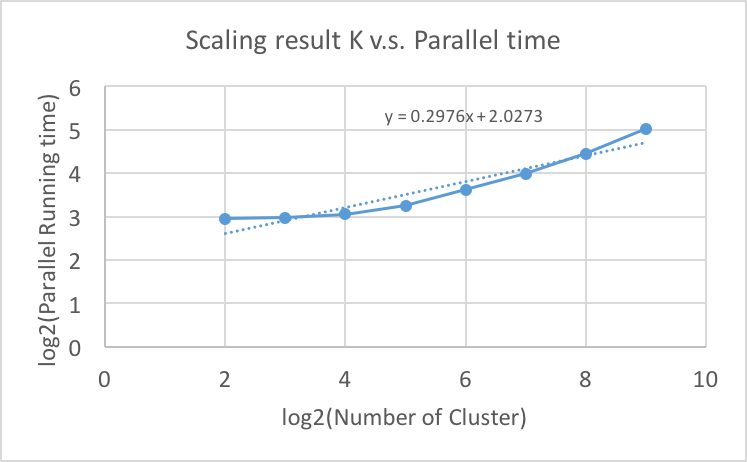 Scaling result K v.s. Parallel time
y = 0.2976x + 2.0273
log2(Parallel Running time)
6
5
4
3
2
1
0
0 2 4 6 8 10
log2(Number of Cluster)